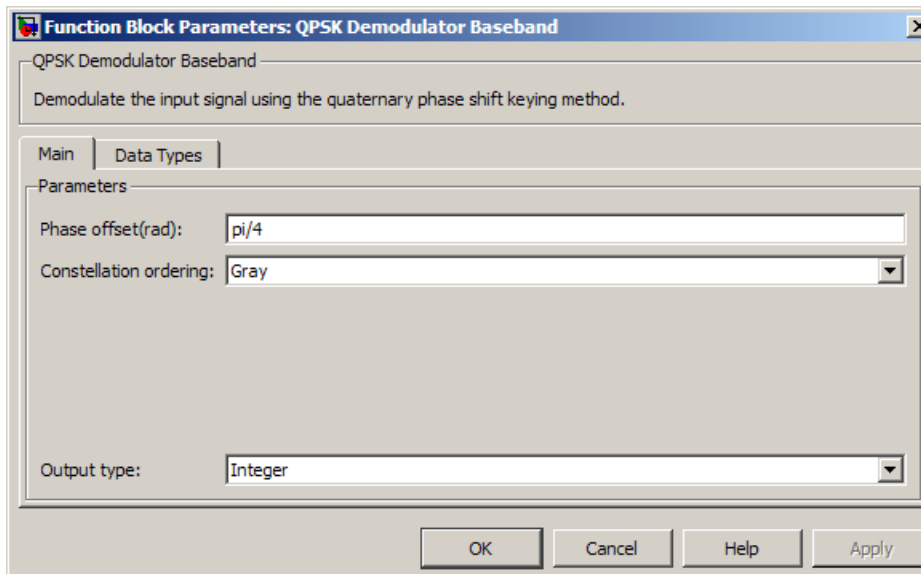 Function Block Parameters: QPSK Demodulator Baseband
QPSK Demodulator Baseband
Demodulate the input signal using the quaternary phase shift keying method.
Main Data Types
Parameters
Phase offset(rad): pi/4
Constellation ordering: Gray
Output type: Integer
OK Cancel Help Apply